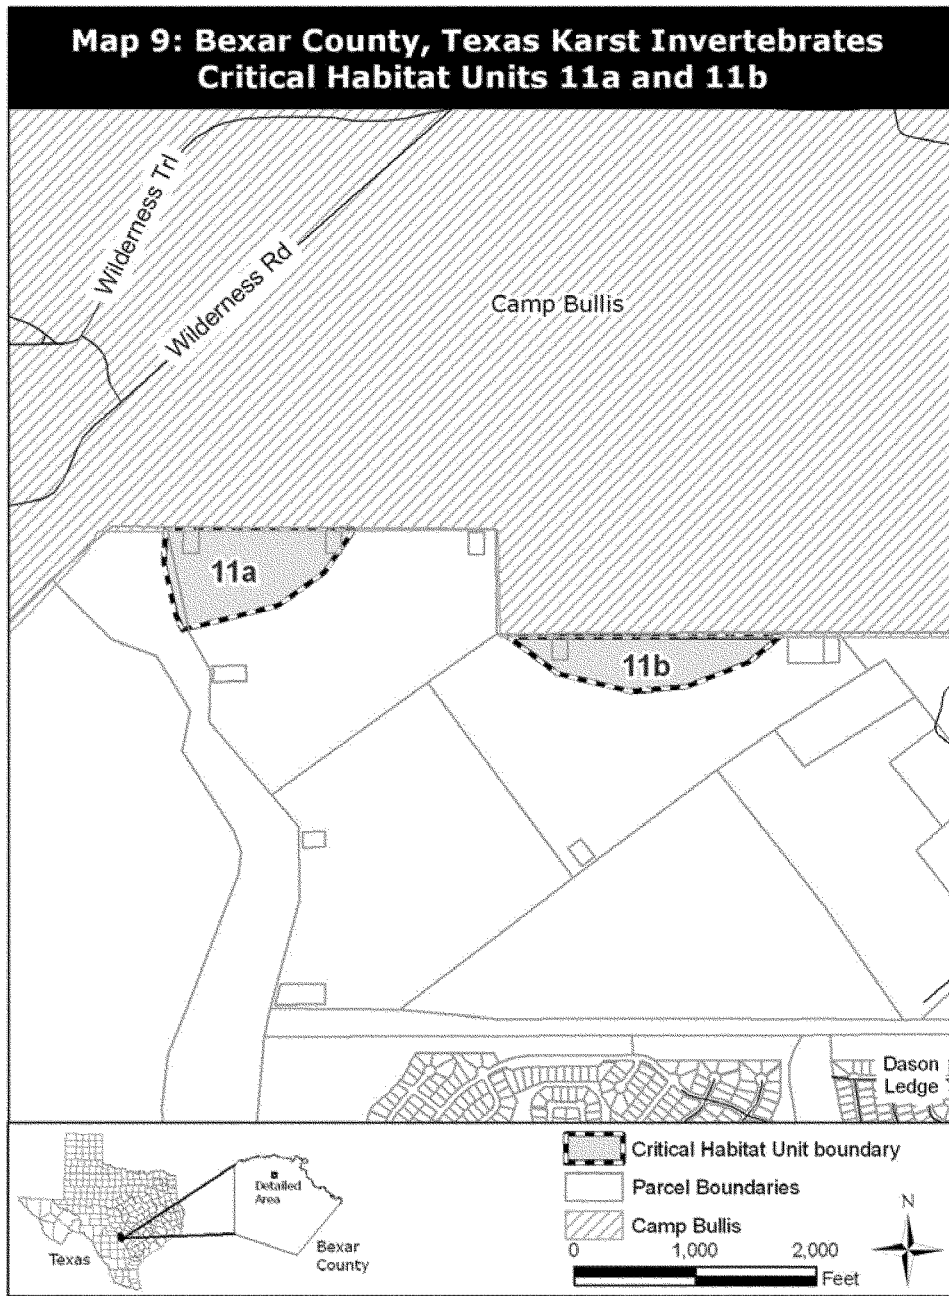 Map 9: Bexar County, Texas Karst Invertebrates
Critical Habitat Units 11a and 11b
Wilderness Trl
Wilderness Rd
Camp Bullis
11a
11b
Dason
Ledge
Detailed
Area
Texas
Bexar
County
Critical Habitat Unit boundary
Parcel Boundaries
Camp Bullis
N
0 1,000 2,000
Feet